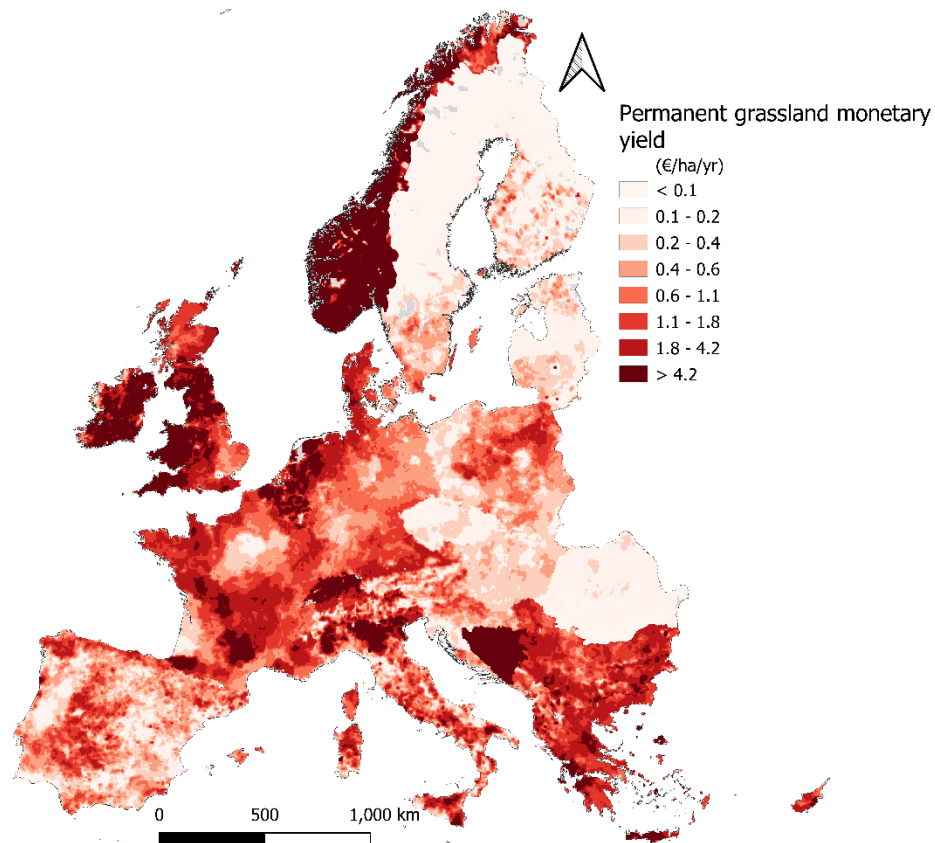 Permanent grassland monetary
yield
(€/ha/yr)
< 0.1
0.1 - 0.2
0.2 - 0.4
0.4 - 0.6
0.6 - 1.1
1.1 - 1.8
1.8 - 4.2
> 4.2
0 500 1,000 km